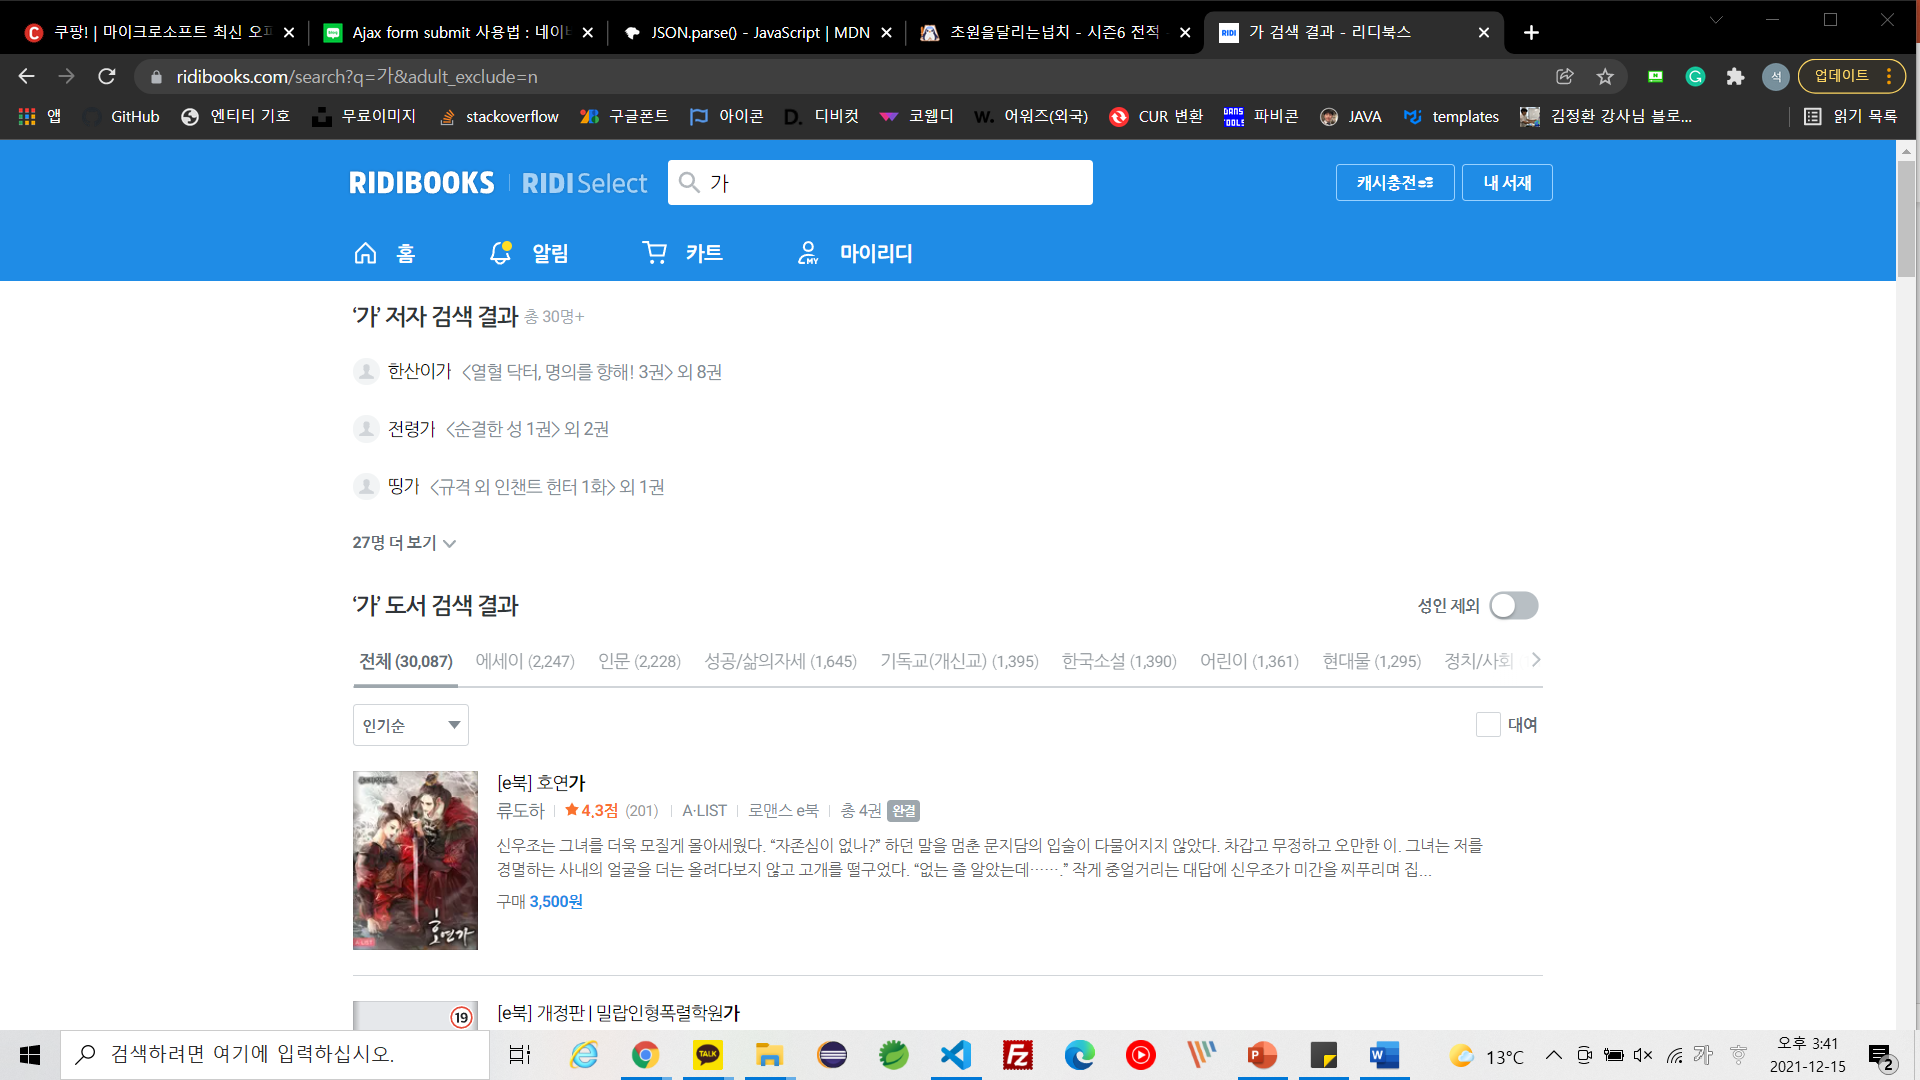 쿠팡! | 마이크로소프트 최신 오피
Ajax form submit 사용법 : 네이버
JSON.parse() - JavaScript | MDN
초원을달리는넙치 - 시즌6 전적
가 검색 결과 - 리디북스
ridibooks.com/search?q=가&adult_exclude=n
석
업데이트
앱
GitHub
엔티티 기호
무료이미지
stackoverflow
구글폰트
아이콘
디비컷
코웹디
어워즈(외국)
CUR 변환
파비콘
JAVA
templates
김정환 강사님 블로...
읽기 목록
RIDIBOOKS
RIDI Select
가
캐시충전
내 서재
홈
알림
카트
마이리디
‘가’ 저자 검색 결과 총 30명+
한산이가 <열혈 닥터, 명의를 향해! 3권> 외 8권
전령가 <순결한 성 1권> 외 2권
띵가 <규격 외 인챈트 헌터 1화> 외 1권
27명 더 보기
‘가’ 도서 검색 결과
성인 제외
전체 (30,087) 에세이 (2,247) 인문 (2,228) 성공/삶의자세 (1,645) 기독교(개신교) (1,395) 한국소설 (1,390) 어린이 (1,361) 현대물 (1,295) 정치/사회
인기순
대여
호연가
A-LIST
[e북] 호연가
류도하 ★4.3점 (201) A·LIST 로맨스 e북 총 4권 완결
신우조는 그녀를 더욱 모질게 몰아세웠다. “자존심이 없나?” 하던 말을 멈춘 문지담의 입술이 다물어지지 않았다. 차갑고 무정하고 오만한 이. 그녀는 저를
경멸하는 사내의 얼굴을 더는 올려다보지 않고 고개를 떨구었다. “없는 줄 알았는데…….” 작게 중얼거리는 대답에 신우조가 미간을 찌푸리며 집...
구매 3,500원
19
[e북] 개정판 | 밀랍인형폭렬학원가
검색하려면 여기에 입력하십시오.
13°C
가
오후 3:41
2021-12-15
2